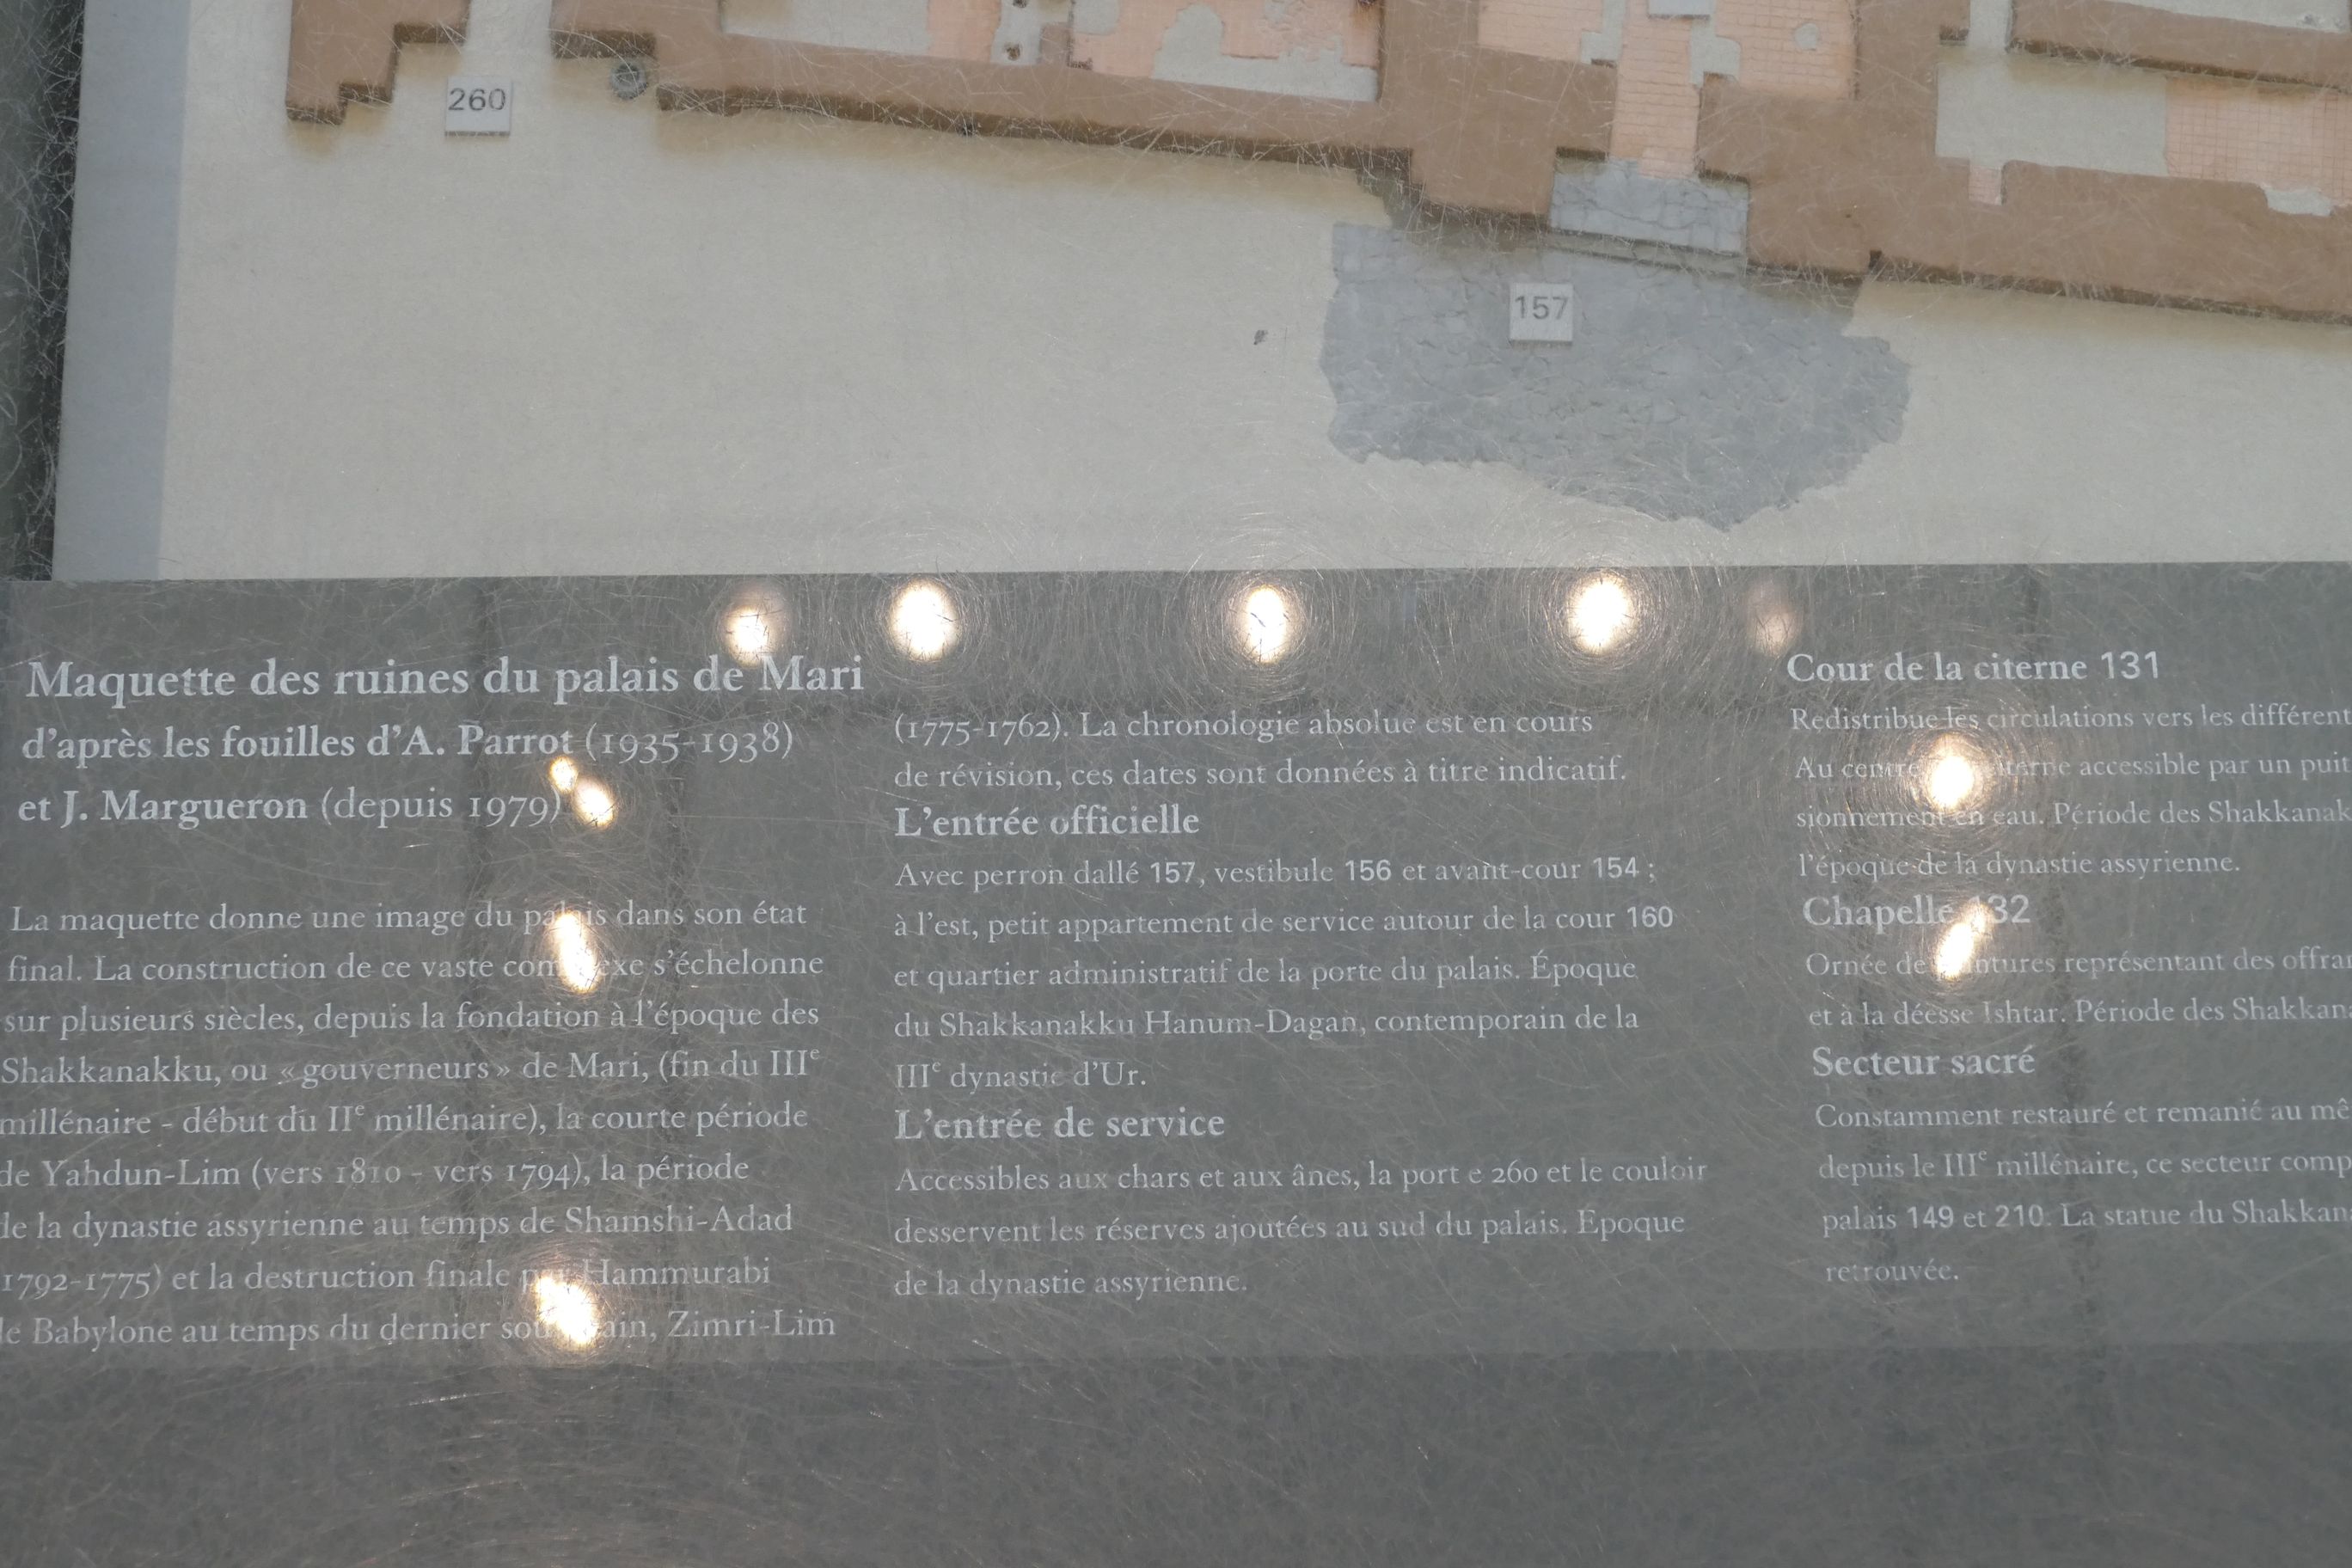 260
157
Maquette des ruines du palais de Mari
d'après les fouilles d'A. Parrot (1935-1938)
et J. Margueron (depuis 1979)
La maquette donne une image du palais dans son état
final. La construction de ce vaste complexe s'échelonne
sur plusieurs siècles, depuis la fondation à l'époque des
Shakkanakku, ou « gouverneurs » de Mari, (fin du IIIe
millénaire - début du IIe millénaire), la courte période
de Yahdun-Lim (vers 1810 - vers 1794), la période
de la dynastie assyrienne au temps de Shamshi-Adad
1792-1775) et la destruction finale par Hammurabi
de Babylone au temps du dernier souverain, Zimri-Lim
(1775-1762). La chronologie absolue est en cours
de révision, ces dates sont données à titre indicatif.
L'entrée officielle
Avec perron dallé 157, vestibule 156 et avant-cour 154 ;
à l'est, petit appartement de service autour de la cour 160
et quartier administratif de la porte du palais. Époque
du Shakkanakku Hanum-Dagan, contemporain de la
IIIe dynastie d'Ur.
L'entrée de service
Accessibles aux chars et aux ânes, la port e 260 et le couloir
desservent les réserves ajoutées au sud du palais. Epoque
de la dynastie assyrienne.
Cour de la citerne 131
Redistribue les circulations vers les différent
Au centre citerne accessible par un puit
sionnement en eau. Période des Shakkanak
l'époque de la dynastie assyrienne.
Chapelle 132
Ornée de peintures représentant des offran
et à la déesse Ishtar. Période des Shakkana
Secteur sacré
Constamment restauré et remanié au mê
depuis le IIIe millénaire, ce secteur comp
palais 149 et 210. La statue du Shakkana
retrouvée.